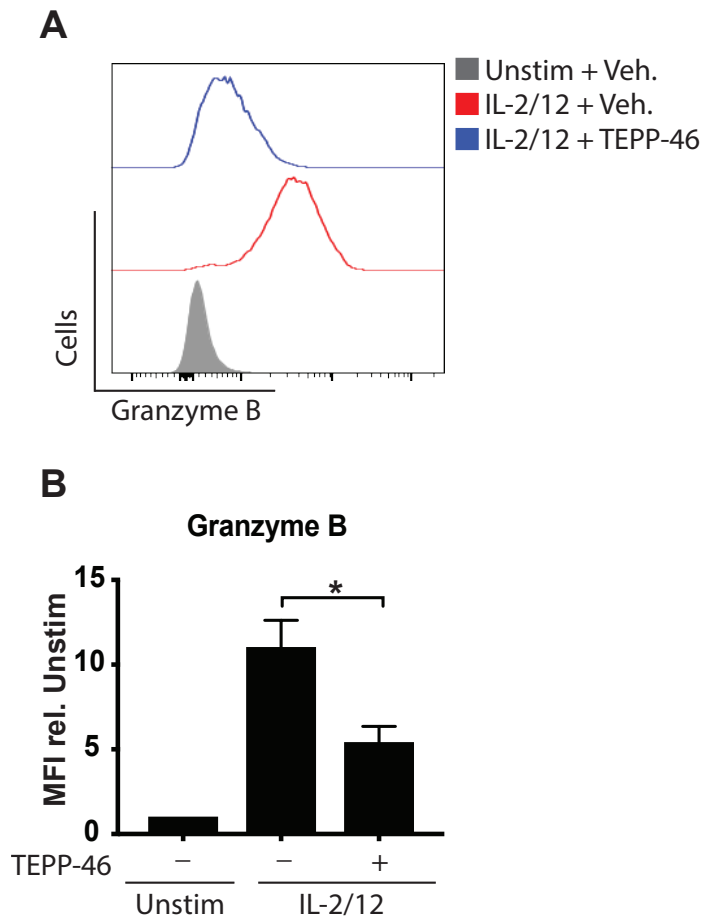 A
Unstim + Veh.
IL-2/12 + Veh.
IL-2/12 + TEPP-46
Cells
Granzyme B
B
Granzyme B
*
15
10
5
0
MFI rel. Unstim
TEPP-46 − − +
Unstim IL-2/12